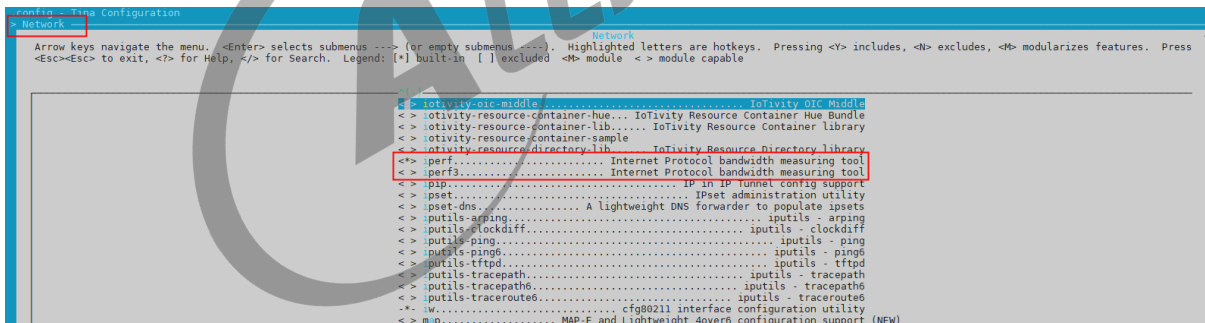 .config - Tina Configuration
> Network
Network
Arrow keys navigate the menu. <Enter> selects submenus ---> (or empty submenus ----). Highlighted letters are hotkeys. Pressing <Y> includes, <N> excludes, <M> modularizes features. Press
<Esc><Esc> to exit, <?> for Help, </> for Search. Legend: [*] built-in [ ] excluded <M> module < > module capable
< > iotivity-oic-middle................................ IoTivity OIC Middle
< > iotivity-resource-container-hue... IoTivity Resource Container Hue Bundle
< > iotivity-resource-container-lib...... IoTivity Resource Container library
< > iotivity-resource-container-sample
< > iotivity-resource-directory-lib...... IoTivity Resource Directory library
<*> iperf........................ Internet Protocol bandwidth measuring tool
< > iperf3....................... Internet Protocol bandwidth measuring tool
< > ipip................................... IP in IP Tunnel config support
< > ipset...................................... IPset administration utility
< > ipset-dns................ A lightweight DNS forwarder to populate ipsets
< > iputils-arping........................................ iputils - arping
< > iputils-clockdiff.................................. iputils - clockdiff
< > iputils-ping............................................ iputils - ping
< > iputils-ping6.......................................... iputils - ping6
< > iputils-tftpd.......................................... iputils - tftpd
< > iputils-tracepath.................................. iputils - tracepath
< > iputils-tracepath6................................ iputils - tracepath6
< > iputils-traceroute6.............................. iputils - traceroute6
-*- iw............................ cfg80211 interface configuration utility
< > map.................. MAP-E and Lightweight 4over6 configuration support (NEW)